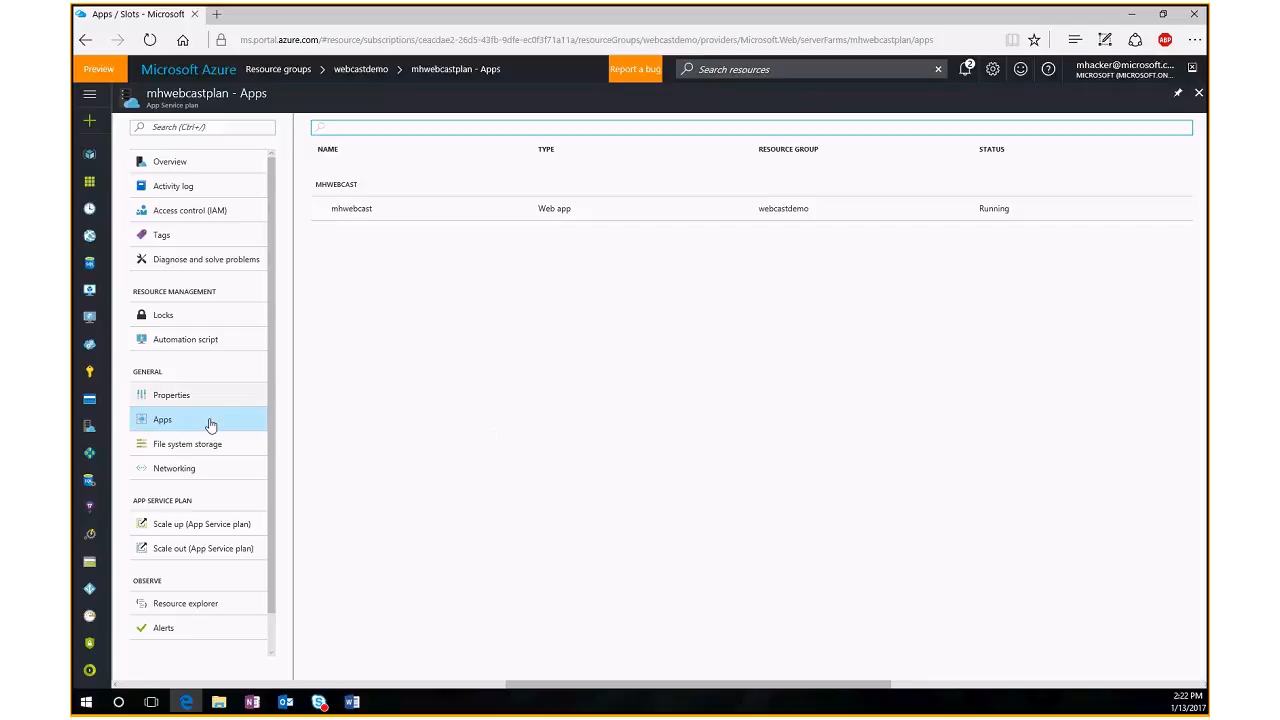 Apps / Slots - Microsoft
ms.portal.azure.com/#resource/subscriptions/ceacdae2-26d5-43fb-9dfe-ec0f3f71a11a/resourceGroups/webcastdemo/providers/Microsoft.Web/serverFarms/mhwebcastplan/apps
ABP
Preview
Microsoft Azure Resource groups > webcastdemo > mhwebcastplan - Apps
Report a bug
Search resources
2
mhacker@microsoft.c...
MICROSOFT (MICROSOFT.ON...
mhwebcastplan - Apps
App Service plan
Search (Ctrl+/)
Overview
Activity log
Access control (IAM)
Tags
Diagnose and solve problems
RESOURCE MANAGEMENT
Locks
Automation script
GENERAL
Properties
Apps
File system storage
Networking
APP SERVICE PLAN
Scale up (App Service plan)
Scale out (App Service plan)
OBSERVE
Resource explorer
Alerts
NAME TYPE RESOURCE GROUP STATUS
MHWEBCAST
mhwebcast Web app webcastdemo Running
2:22 PM
1/13/2017